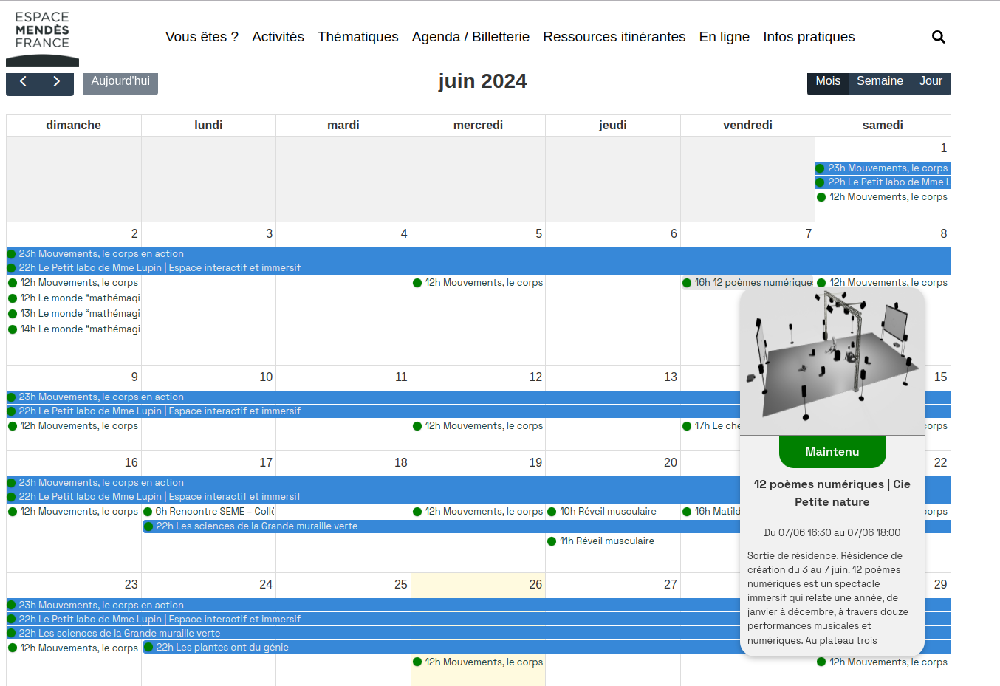 ESPACE
MENDÈS
FRANCE
Vous êtes ? Activités Thématiques Agenda / Billetterie Ressources itinérantes En ligne Infos pratiques
Aujourd'hui juin 2024 Mois Semaine Jour
dimanche lundi mardi mercredi jeudi vendredi samedi
1
23h Mouvements, le corps
22h Le Petit labo de Mme L
12h Mouvements, le corps
2 3 4 5 6 7 8
23h Mouvements, le corps en action
22h Le Petit labo de Mme Lupin | Espace interactif et immersif
12h Mouvements, le corps 12h Mouvements, le corps 16h 12 poèmes numériques 12h Mouvements, le corps
12h Le monde “mathémagi
13h Le monde “mathémagi
14h Le monde “mathémagi
9 10 11 12 13 15
23h Mouvements, le corps en action
22h Le Petit labo de Mme Lupin | Espace interactif et immersif
12h Mouvements, le corps 12h Mouvements, le corps 17h Le che corps
16 17 18 19 20 22
23h Mouvements, le corps en action
22h Le Petit labo de Mme Lupin | Espace interactif et immersif
12h Mouvements, le corps 6h Rencontre SEME – Collè 12h Mouvements, le corps 10h Réveil musculaire 16h Matild corps
22h Les sciences de la Grande muraille verte
11h Réveil musculaire
23 24 25 26 27 29
23h Mouvements, le corps en action
22h Le Petit labo de Mme Lupin | Espace interactif et immersif
22h Les sciences de la Grande muraille verte
12h Mouvements, le corps 22h Les plantes ont du génie
12h Mouvements, le corps 12h Mouvements, le corps
Maintenu
12 poèmes numériques | Cie
Petite nature
Du 07/06 16:30 au 07/06 18:00
Sortie de résidence. Résidence de
création du 3 au 7 juin. 12 poèmes
numériques est un spectacle
immersif qui relate une année, de
janvier à décembre, à travers douze
performances musicales et
numériques. Au plateau trois